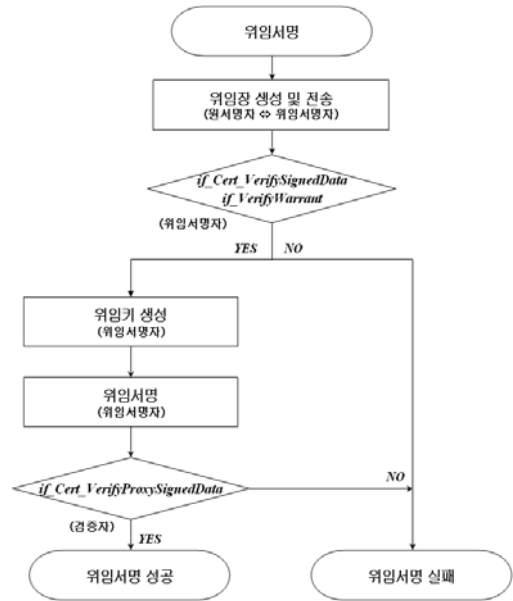 위임서명
위임장 생성 및 전송
(원서명자 ⇔ 위임서명자)
if_Cert_VerifySignedData
if_VerifyWarrant
(위임서명자)
YES NO
위임키 생성
(위임서명자)
위임서명
(위임서명자)
if_Cert_VerifyProxySignedData
NO
(검증자)
YES
위임서명 성공
위임서명 실패